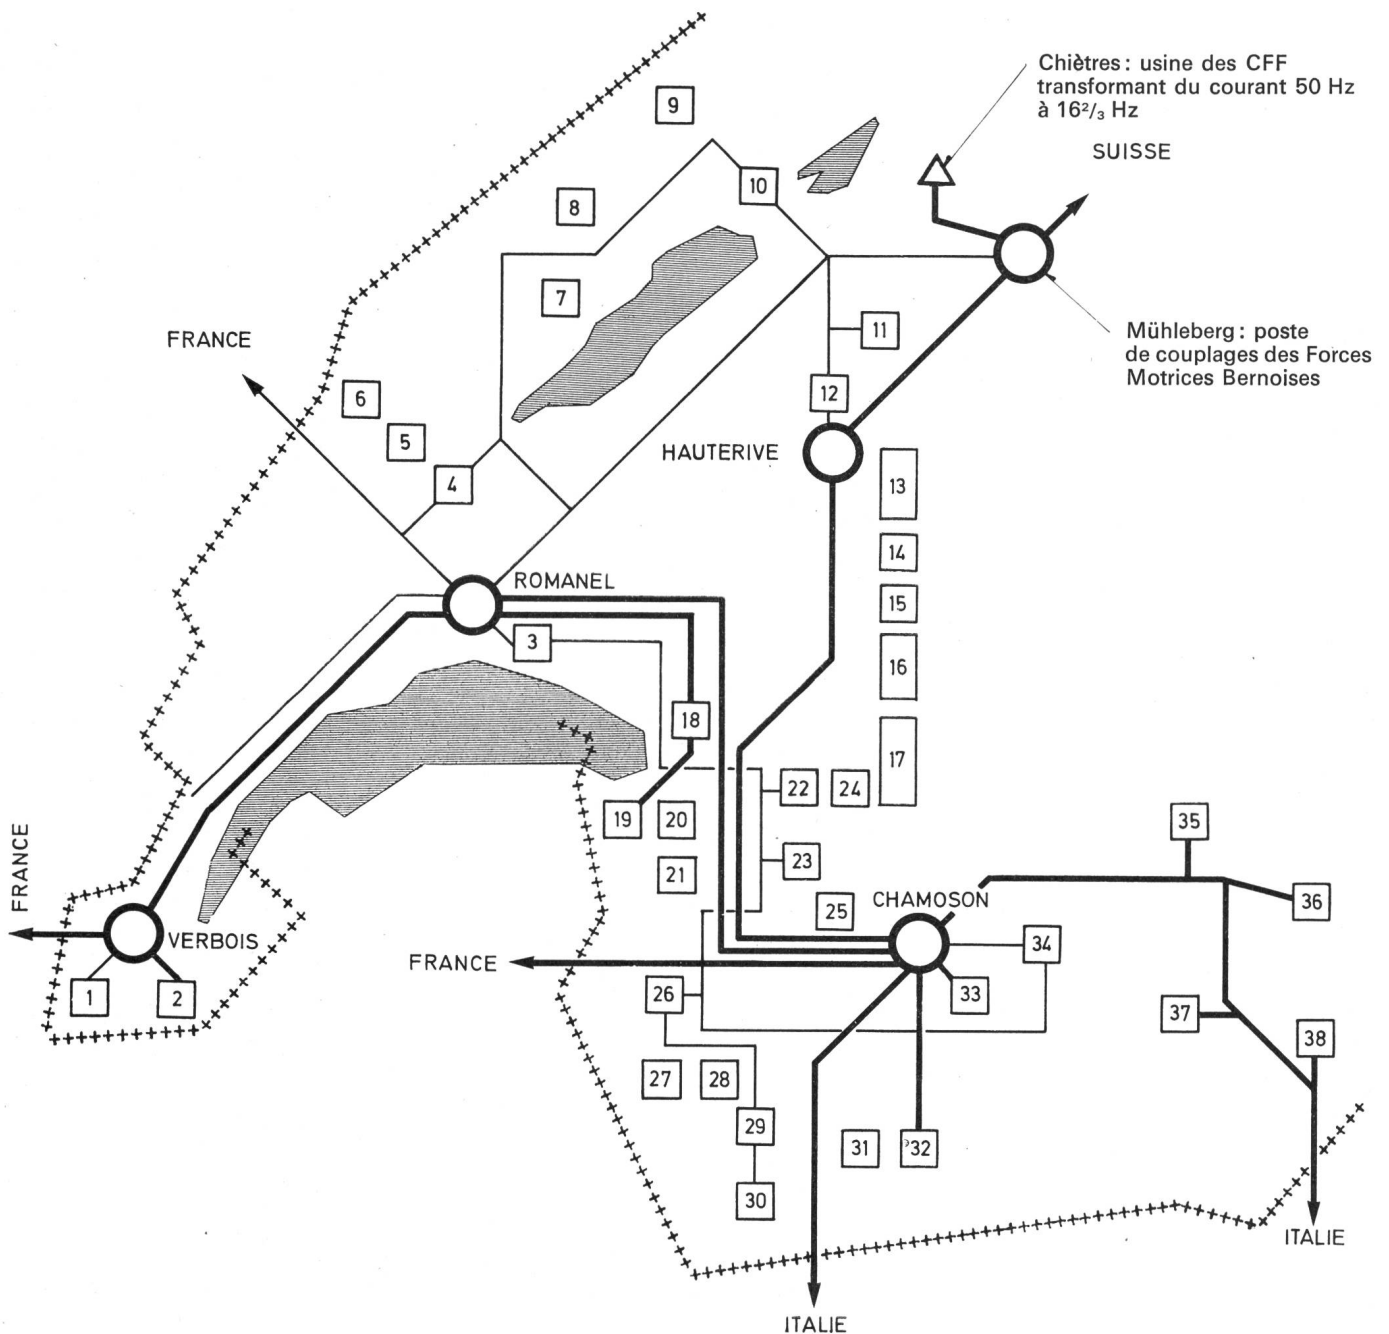 Chiètres : usine des CFF
transformant du courant 50 Hz
à 16²/₃ Hz
SUISSE
9
10
8
7
11
Mühleberg : poste
de couplages des Forces
Motrices Bernoises
FRANCE
6
12
5
HAUTERIVE
4
13
14
ROMANEL
15
3
16
18
17
22
24
19
20
35
23
21
FRANCE
CHAMOSON
36
25
VERBOIS
34
FRANCE
1
2
26
33
37
38
27
28
29
31
32
30
ITALIE
ITALIE